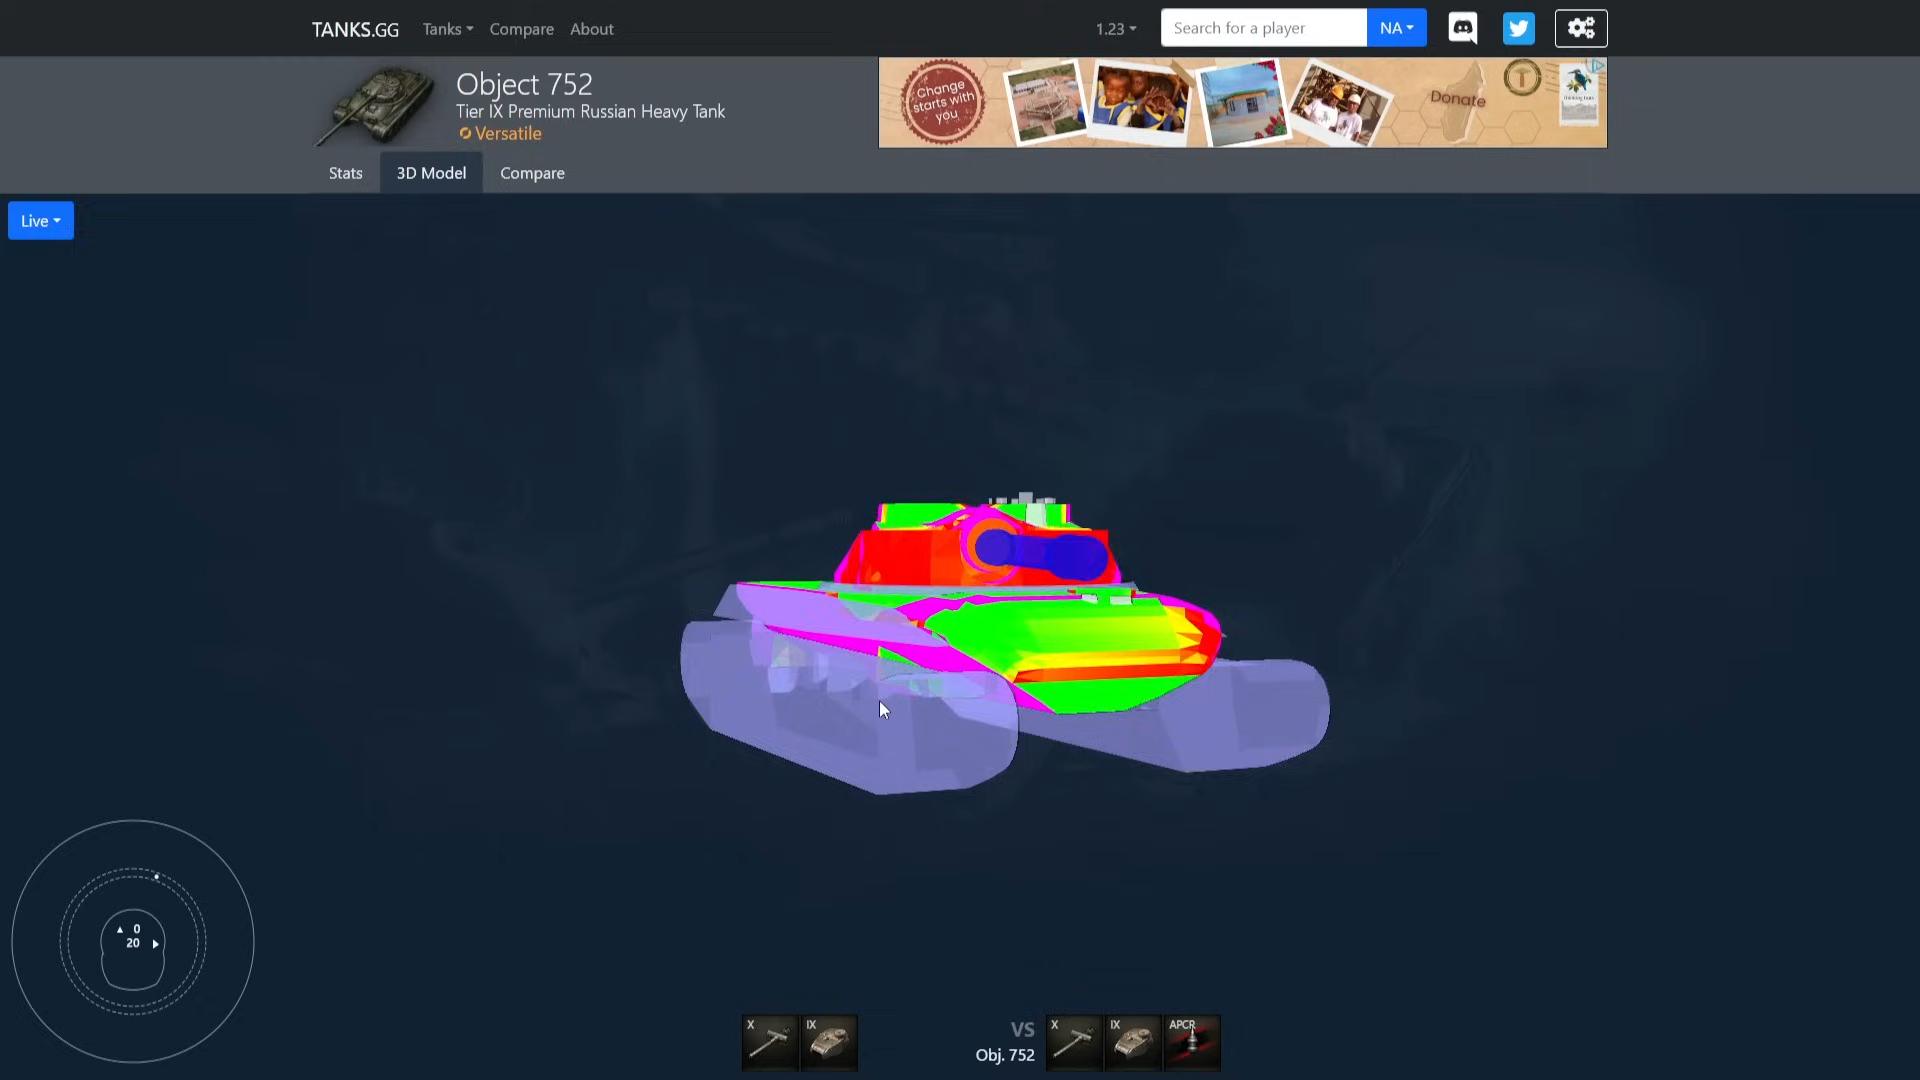 TANKS.GG
Tanks Compare About
1.23
Search for a player
NA
Object 752
Tier IX Premium Russian Heavy Tank
Versatile
Change
starts with
you
Donate
Stats
3D Model
Compare
Live
0
20
X
IX
VS
Obj. 752
X
IX
APCR